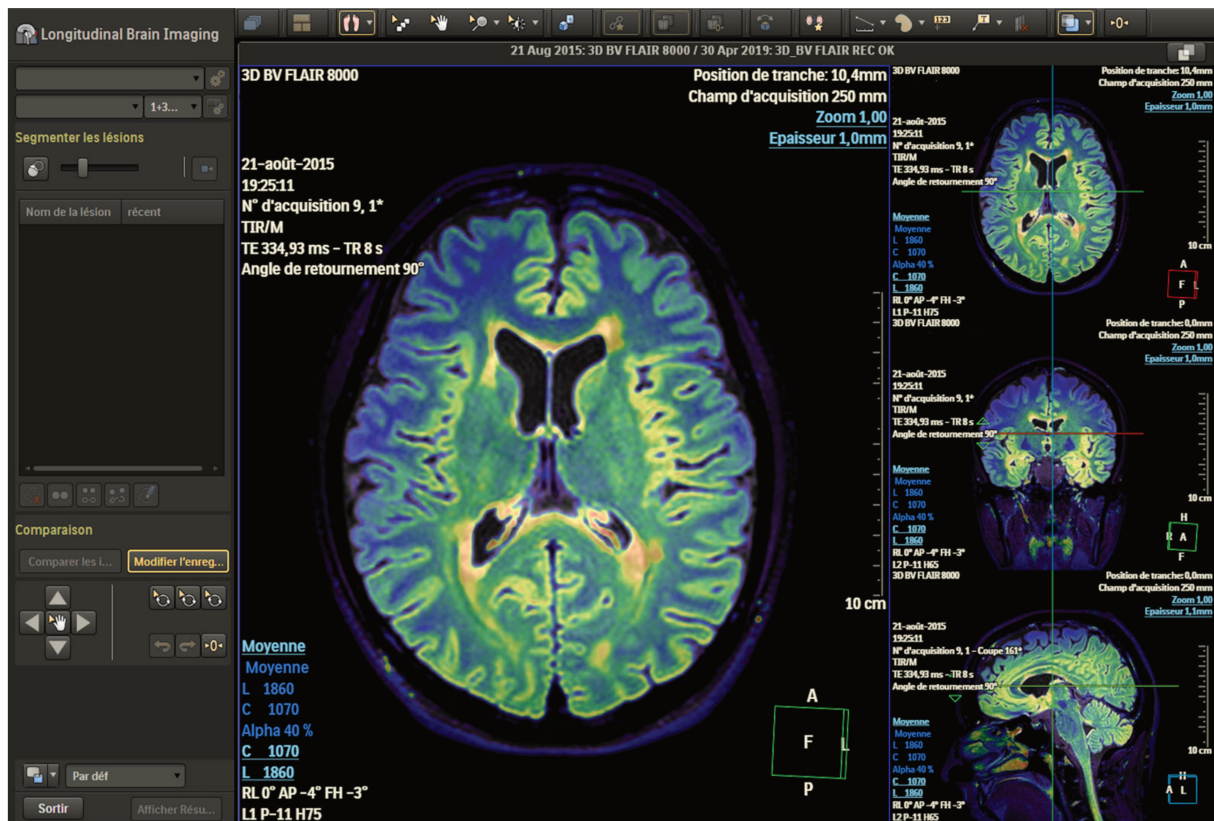 Longitudinal Brain Imaging
1+3...
Segmenter les lésions
Nom de la lésion récent
Comparaison
Comparer les i... Modifier l'enreg...
0
Par déf
Sortir Afficher Résu...
123
T
0
21 Aug 2015: 3D BV FLAIR 8000 / 30 Apr 2019: 3D_BV FLAIR REC OK
3D BV FLAIR 8000
Position de tranche: 10,4mm
Champ d'acquisition 250 mm
Zoom 1,00
Epaisseur 1,0mm
21-août-2015
19:25:11
N° d'acquisition 9, 1*
TIR/M
TE 334,93 ms - TR 8 s
Angle de retournement 90°
10 cm
Moyenne
Moyenne
L 1860
C 1070
Alpha 40 %
C 1070
L 1860
RL 0° AP -4° FH -3°
L1 P-11 H75
A
F L
P
3D BV FLAIR 8000
Position de tranche: 10,4mm
Champ d'acquisition 250 mm
Zoom 1,00
Epaisseur 1,0mm
21-août-2015
19:25:11
N° d'acquisition 9, 1*
TIR/M
TE 334,93 ms - TR 8 s
Angle de retournement 90°
Moyenne
Moyenne
L 1860
C 1070
Alpha 40 %
C 1070
L 1860
RL 0° AP -4° FH -3°
L1 P-11 H75
10 cm
A
F L
P
3D BV FLAIR 8000
Position de tranche: 0,0mm
Champ d'acquisition 250 mm
Zoom 1,00
Epaisseur 1,0mm
21-août-2015
19:25:11
N° d'acquisition 9, 1*
TIR/M
TE 334,93 ms - TR 8 s
Angle de retournement 90°
Moyenne
Moyenne
L 1860
C 1070
Alpha 40 %
C 1070
L 1860
RL 0° AP -4° FH -3°
L2 P-11 H65
10 cm
H
R A
F
3D BV FLAIR 8000
Position de tranche: 0,0mm
Champ d'acquisition 250 mm
Zoom 1,00
Epaisseur 1,1mm
21-août-2015
19:25:11
N° d'acquisition 9, 1 - Coupe 161*
TIR/M
TE 334,93 ms - TR 8 s
Angle de retournement 90°
Moyenne
Moyenne
L 1860
C 1070
Alpha 40 %
C 1070
L 1860
RL 0° AP -4° FH -3°
L1 P-11 H75
10 cm
H
A L